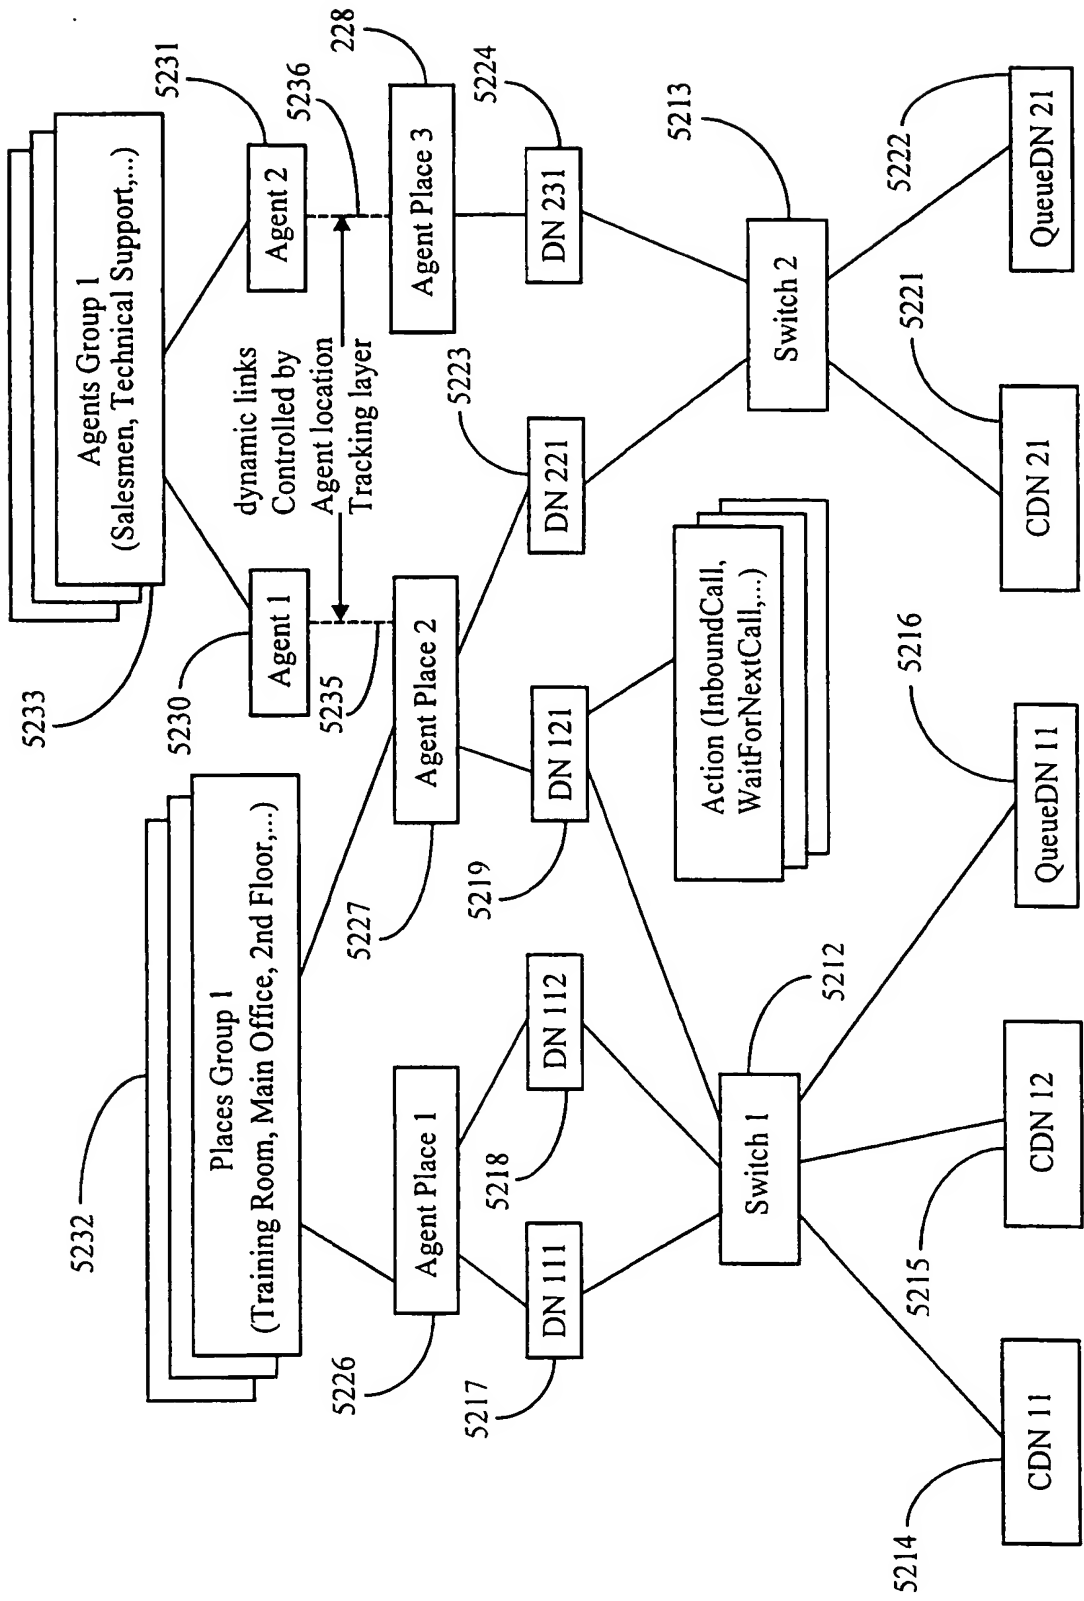 5233
Agents Group 1
(Salesmen, Technical Support,...)
5232
Places Group 1
(Training Room, Main Office, 2nd Floor,...)
5230
Agent 1
5231
Agent 2
5235
dynamic links
Controlled by
Agent location
Tracking layer
5236
5226
Agent Place 1
5227
Agent Place 2
Agent Place 3
228
5217
DN 111
5218
DN 112
5219
DN 121
5223
DN 221
DN 231
5224
Action (InboundCall,
WaitForNextCall,...)
Switch 1
5212
Switch 2
5213
5214
CDN 11
5215
CDN 12
5216
QueueDN 11
5221
CDN 21
5222
QueueDN 21